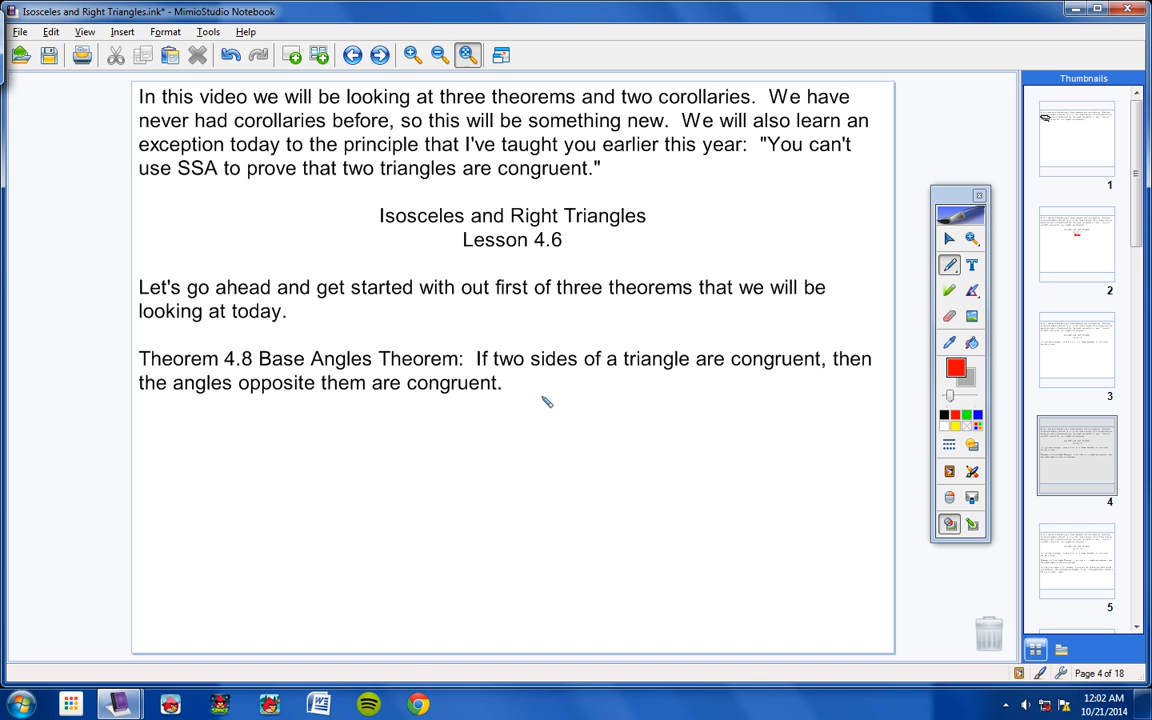 Isosceles and Right Triangles.ink* - MimioStudio Notebook
File Edit View Insert Format Tools Help
In this video we will be looking at three theorems and two corollaries. We have
never had corollaries before, so this will be something new. We will also learn an
exception today to the principle that I've taught you earlier this year: "You can't
use SSA to prove that two triangles are congruent."
Isosceles and Right Triangles
Lesson 4.6
Let's go ahead and get started with out first of three theorems that we will be
looking at today.
Theorem 4.8 Base Angles Theorem: If two sides of a triangle are congruent, then
the angles opposite them are congruent.
Thumbnails
1
2
3
4
5
Page 4 of 18
12:02 AM
10/21/2014